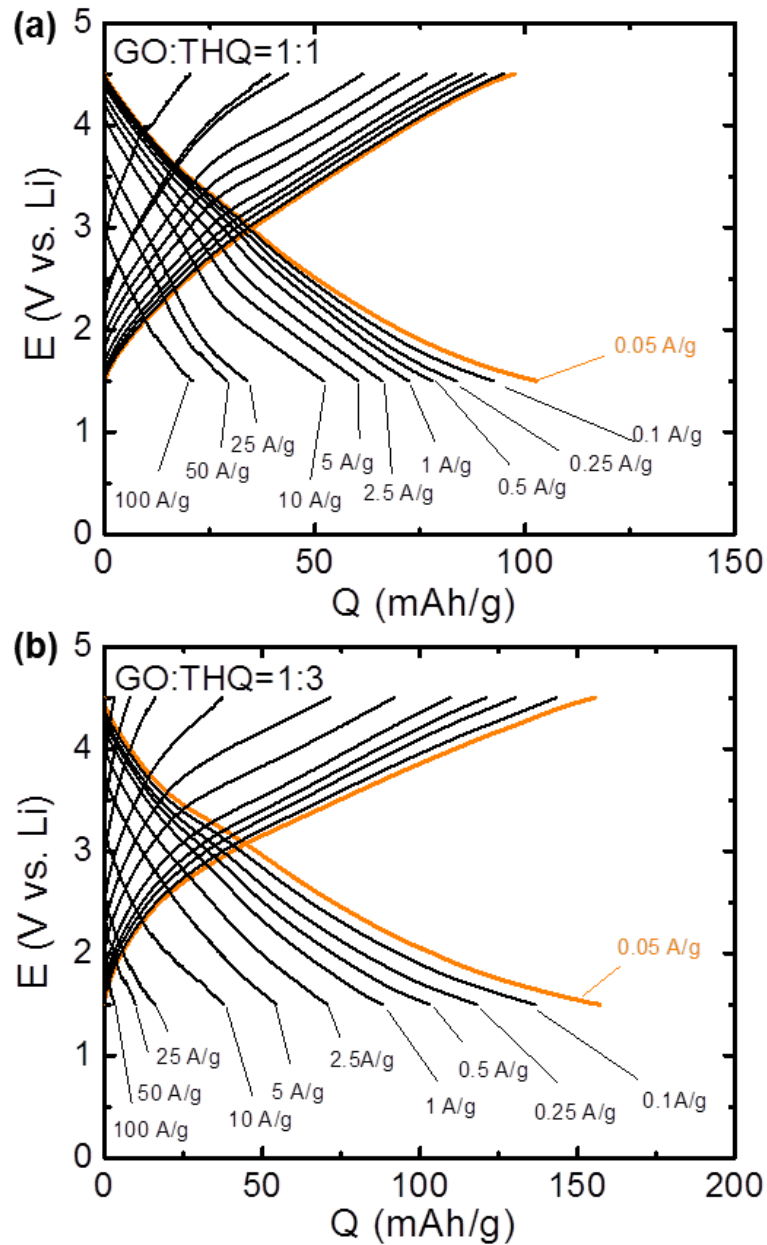 (a)
GO:THQ=1:1
5
4
3
2
1
0
E (V vs. Li)
0.05 A/g
0.1 A/g
0.25 A/g
0.5 A/g
1 A/g
2.5 A/g
5 A/g
10 A/g
25 A/g
50 A/g
100 A/g
0 50 100 150
Q (mAh/g)
(b)
GO:THQ=1:3
5
4
3
2
1
0
E (V vs. Li)
0.05 A/g
0.1A/g
0.25 A/g
0.5 A/g
1 A/g
2.5A/g
5 A/g
10 A/g
25 A/g
50 A/g
100 A/g
0 50 100 150 200
Q (mAh/g)